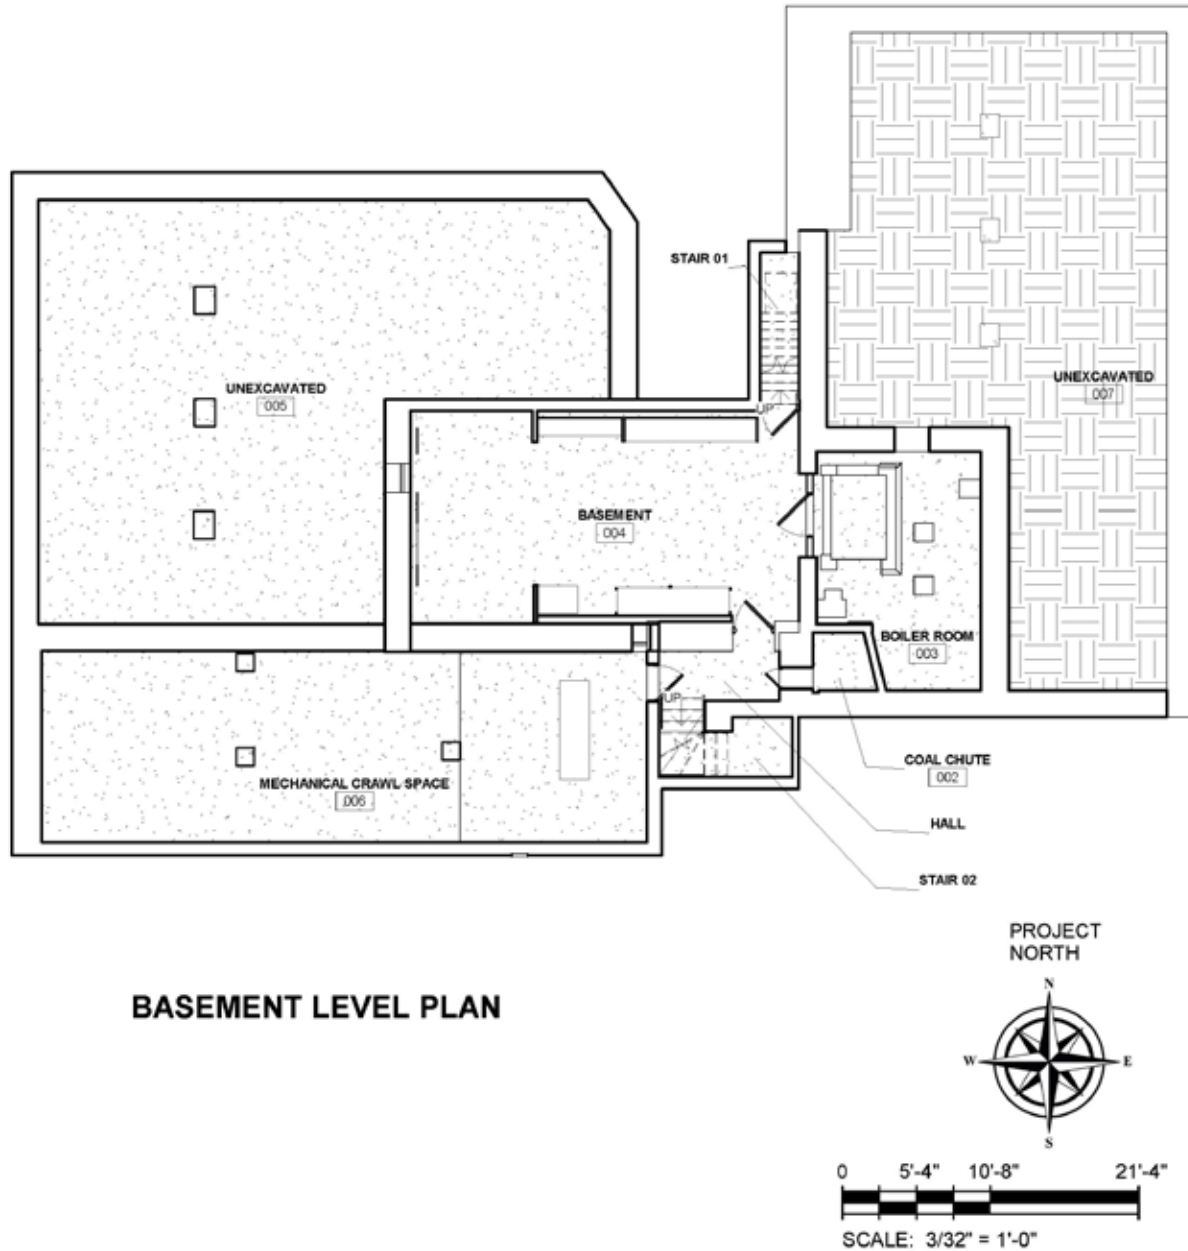 STAIR 01
UNEXCAVATED
005
UNEXCAVATED
007
UP
BASEMENT
004
BOILER ROOM
003
UP
COAL CHUTE
002
MECHANICAL CRAWL SPACE
006
HALL
STAIR 02
PROJECT
NORTH
BASEMENT LEVEL PLAN
N
W
E
S
0 5'-4" 10'-8" 21'-4"
SCALE: 3/32" = 1'-0"